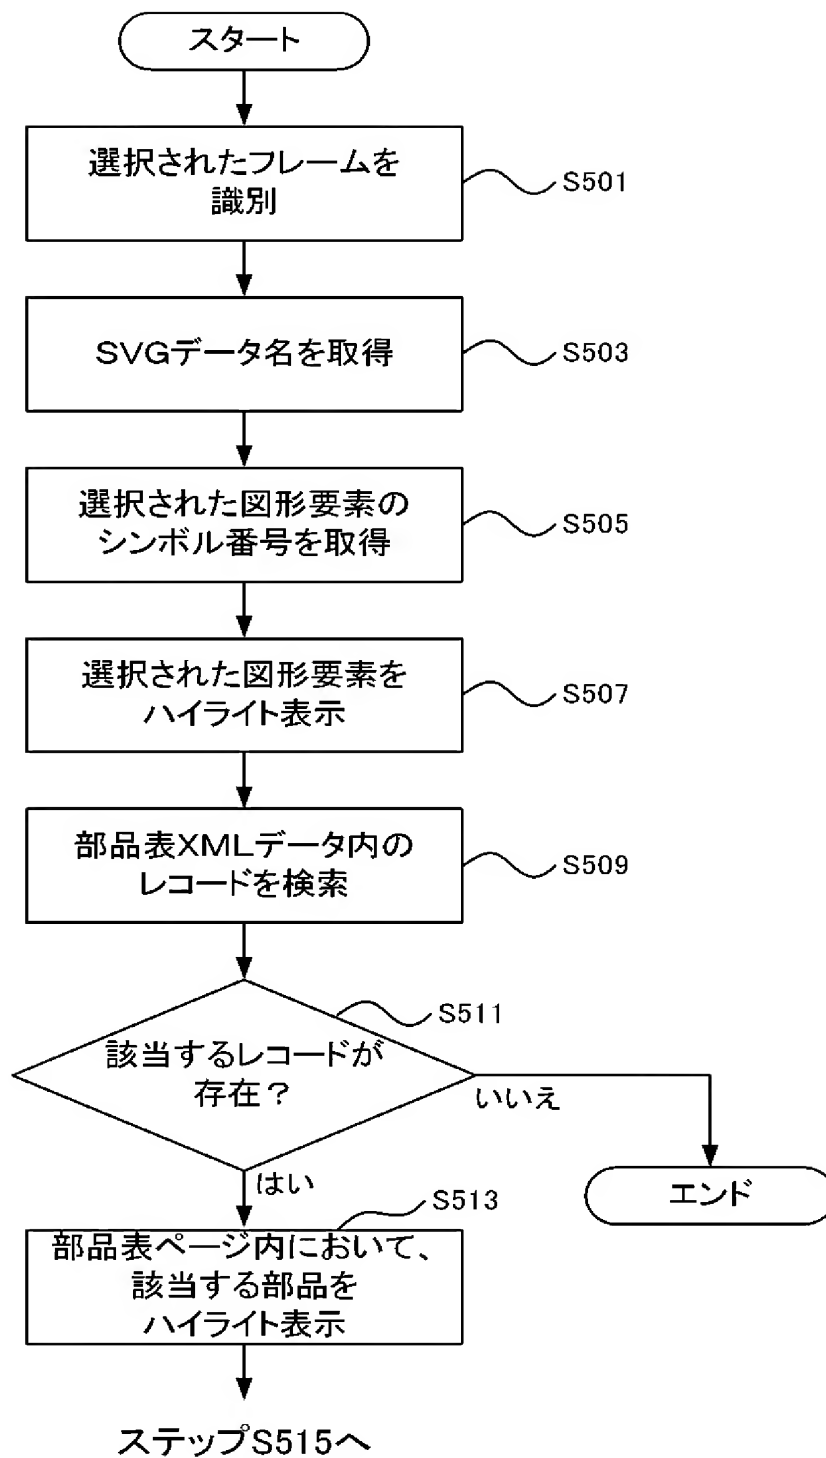 スタート
選択されたフレームを
識別
S501
SVGデータ名を取得
S503
選択された図形要素の
シンボル番号を取得
S505
選択された図形要素を
ハイライト表示
S507
部品表XMLデータ内の
レコードを検索
S509
S511
該当するレコードが
存在？
いいえ
はい
エンド
S513
部品表ページ内において、
該当する部品を
ハイライト表示
ステップS515へ